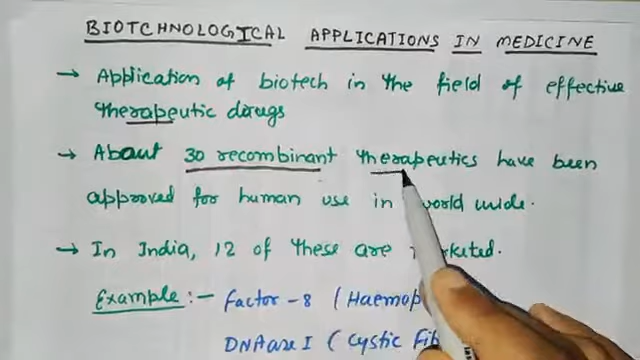 BIOTCHNOLOGICAL APPLICATIONS IN MEDICINE
→ Application of biotech in the field of effective
therapeutic drugs
→ About 30 recombinant therapeutics have been
approved for human use in world wide.
→ In India, 12 of these are
Example :- Factor-8 (Haemop
DNAase I (Cystic Fib